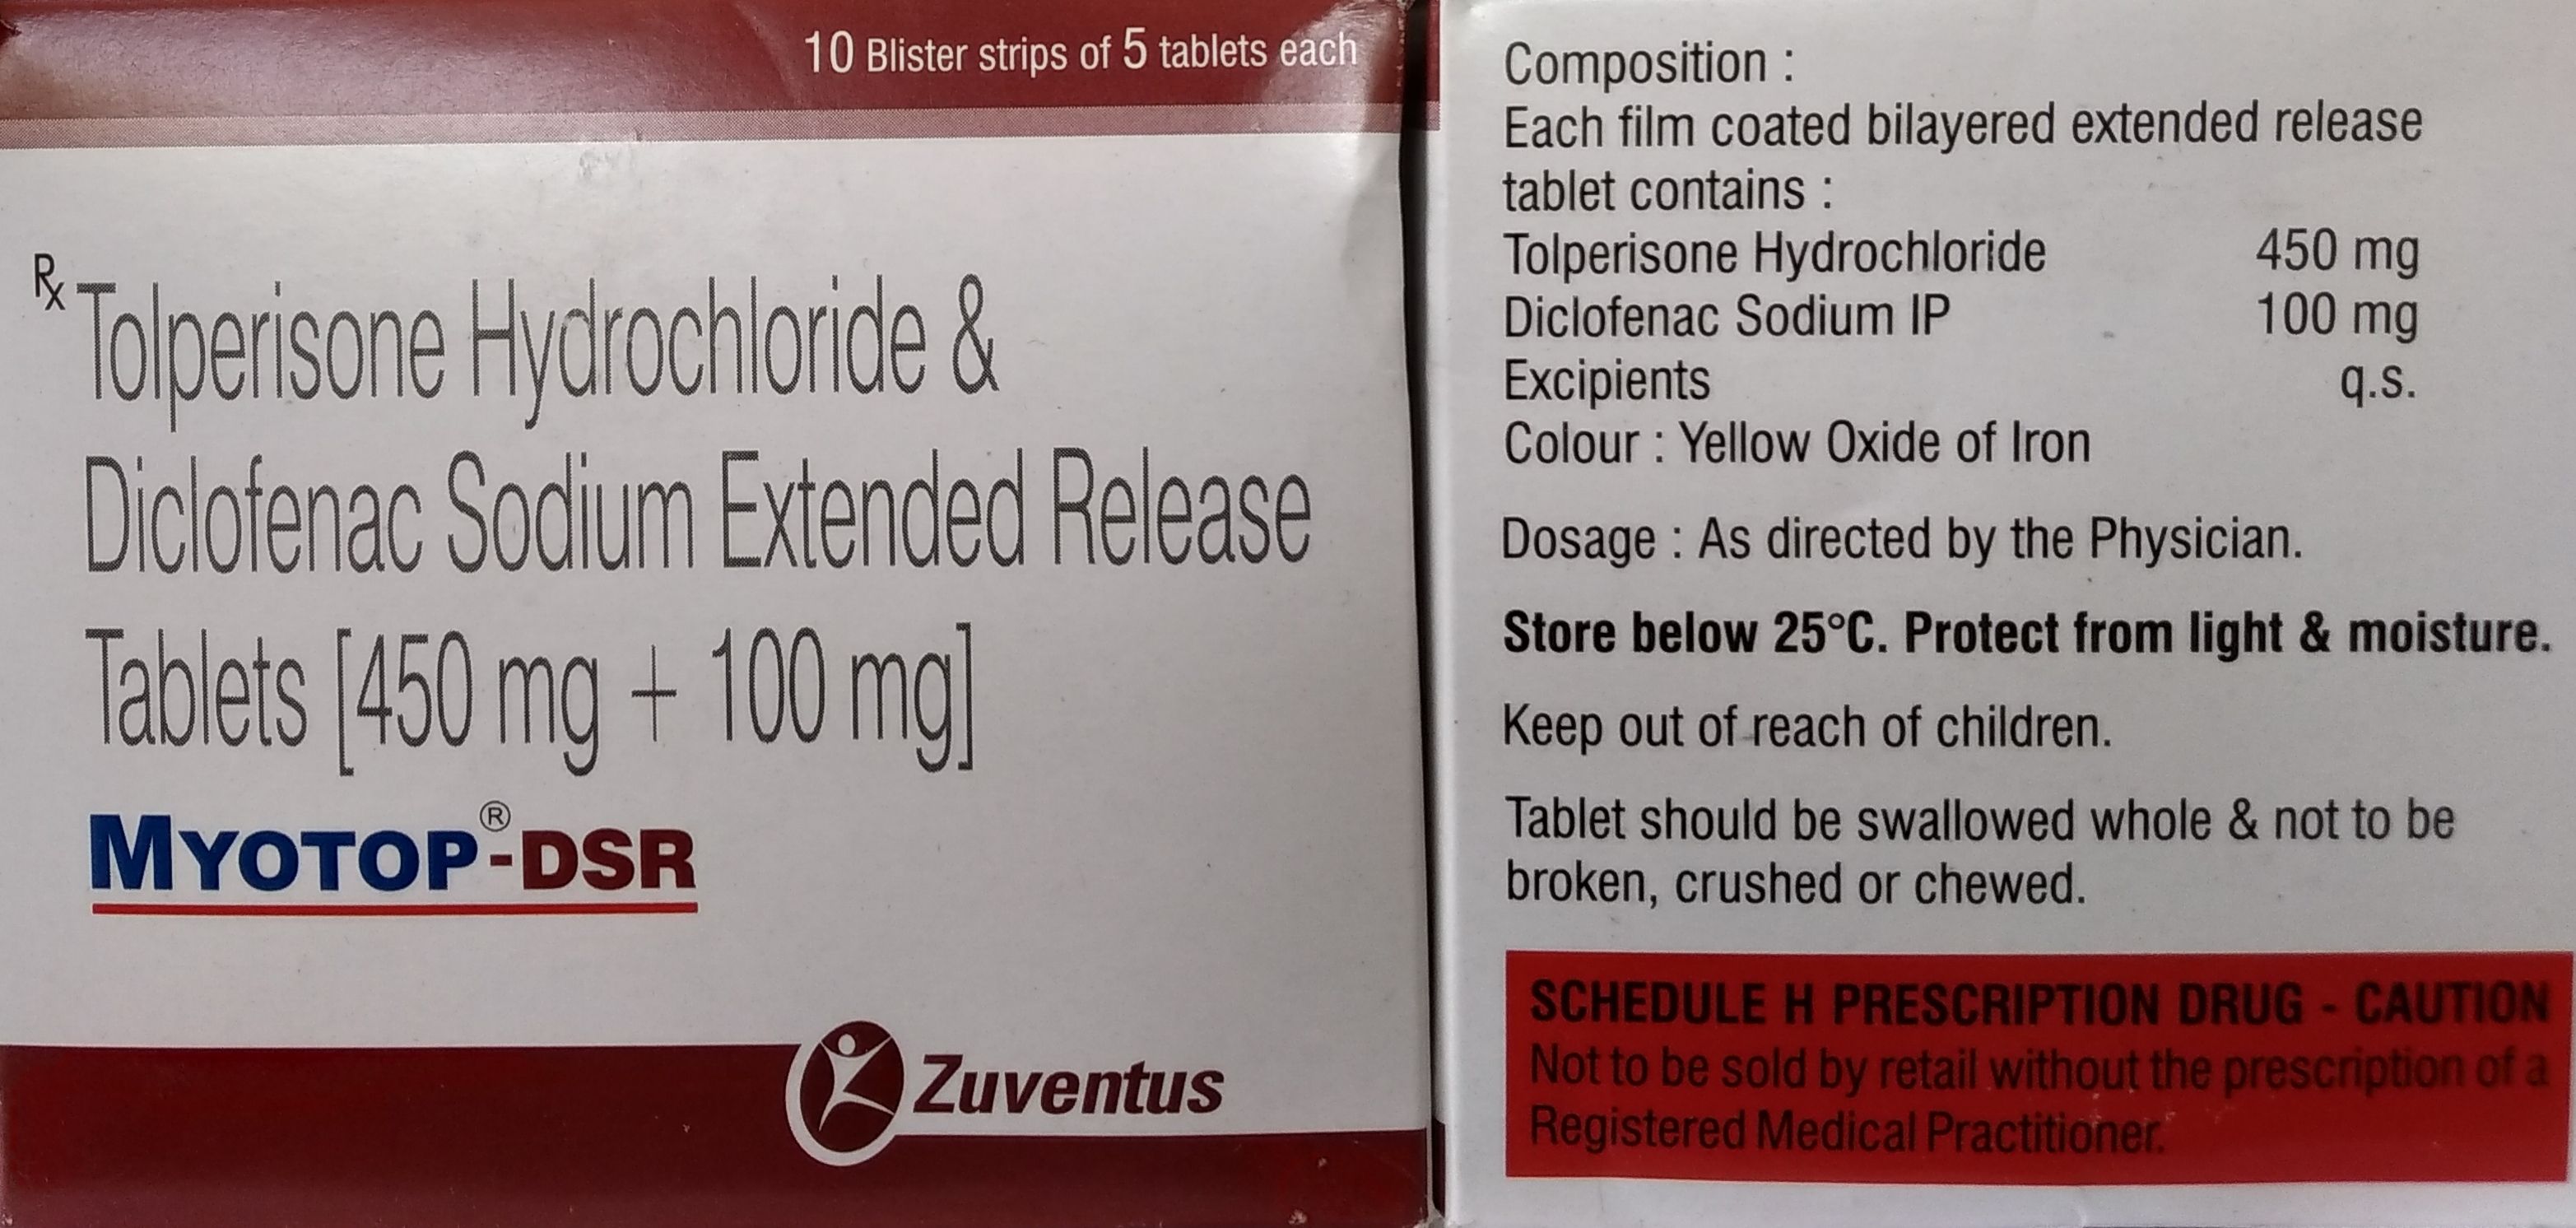 10 Blister strips of 5 tablets each
Rx Tolperisone Hydrochloride &
Diclofenac Sodium Extended Release
Tablets [450 mg + 100 mg]
MYOTOP®-DSR
Zuventus
Composition :
Each film coated bilayered extended release
tablet contains :
Tolperisone Hydrochloride 450 mg
Diclofenac Sodium IP 100 mg
Excipients q.s.
Colour : Yellow Oxide of Iron
Dosage : As directed by the Physician.
Store below 25°C. Protect from light & moisture.
Keep out of reach of children.
Tablet should be swallowed whole & not to be
broken, crushed or chewed.
SCHEDULE H PRESCRIPTION DRUG - CAUTION
Not to be sold by retail without the prescription of a
Registered Medical Practitioner.